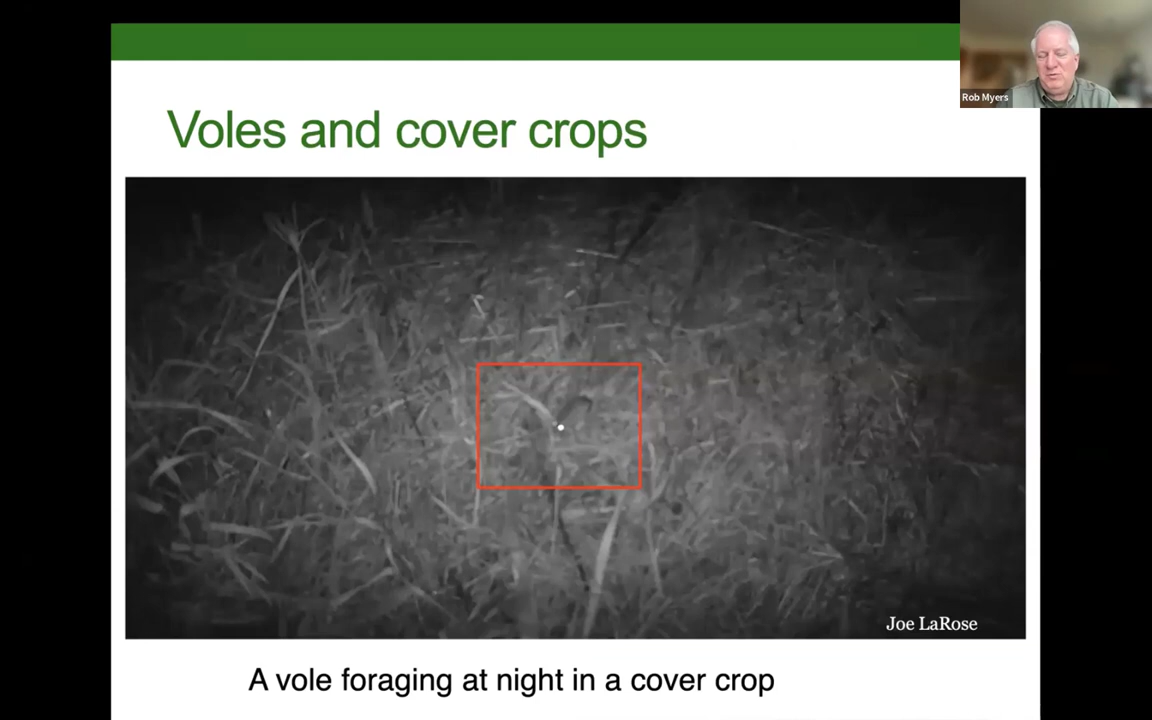 Rob Myers
Voles and cover crops
Joe LaRose
A vole foraging at night in a cover crop